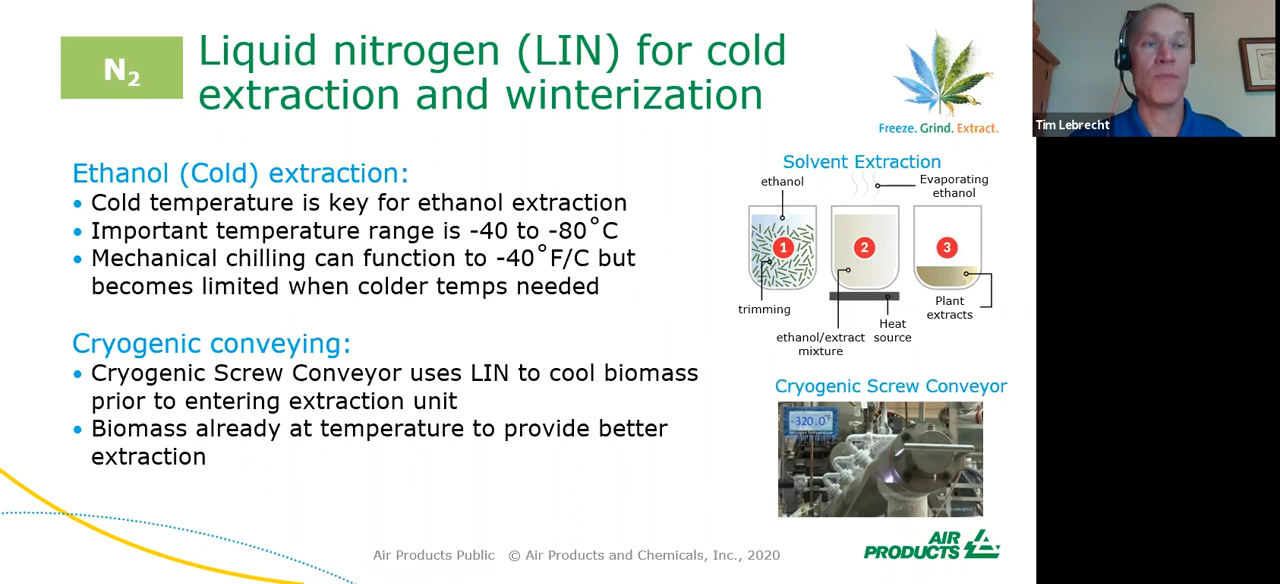 N2
Liquid nitrogen (LIN) for cold
extraction and winterization
Freeze. Grind. Extract.
Tim Lebrecht
Ethanol (Cold) extraction:
• Cold temperature is key for ethanol extraction
• Important temperature range is -40 to -80˚C
• Mechanical chilling can function to -40˚F/C but
becomes limited when colder temps needed
Cryogenic conveying:
• Cryogenic Screw Conveyor uses LIN to cool biomass
prior to entering extraction unit
• Biomass already at temperature to provide better
extraction
Solvent Extraction
ethanol
Evaporating
ethanol
1
2
3
trimming
ethanol/extract
mixture
Heat
source
Plant
extracts
Cryogenic Screw Conveyor
-320.0°F
Air Products Public © Air Products and Chemicals, Inc., 2020
AIR
PRODUCTS